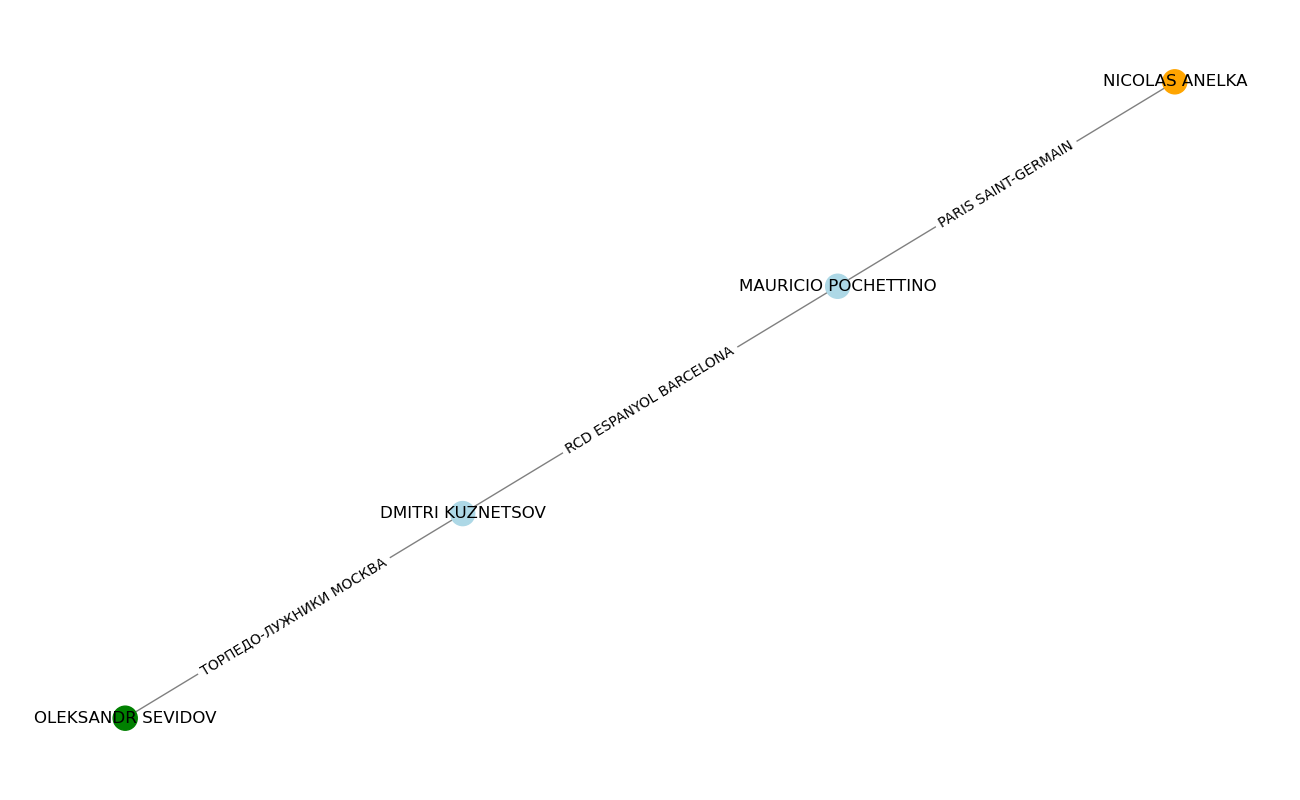 NICOLAS ANELKA
PARIS SAINT-GERMAIN
MAURICIO POCHETTINO
RCD ESPANYOL BARCELONA
DMITRI KUZNETSOV
ТОРПЕДО-ЛУЖНИКИ МОСКВА
OLEKSANDR SEVIDOV